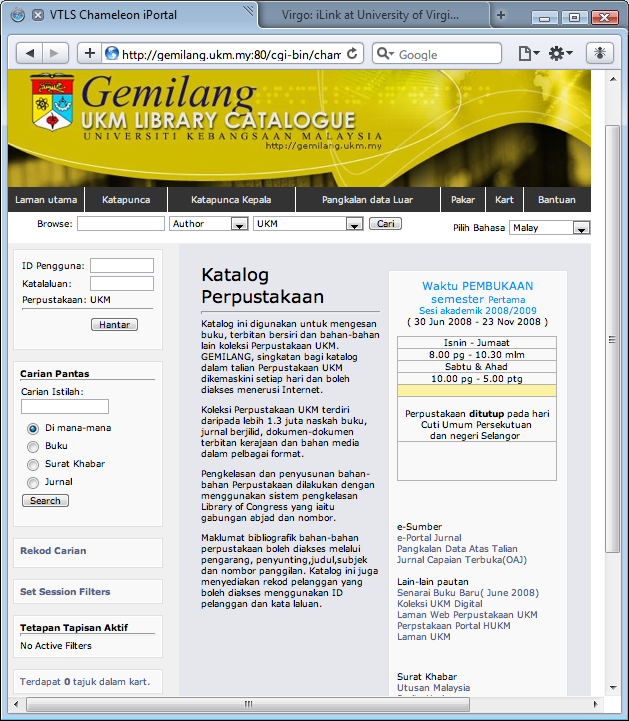 VTLS Chameleon iPortal
Virgo: iLink at University of Virgi...
http://gemilang.ukm.my:80/cgi-bin/cham
Google
Gemilang
UKM LIBRARY CATALOGUE
UNIVERSITI KEBANGSAAN MALAYSIA
http://gemilang.ukm.my
Laman utama Katapunca Katapunca Kepala Pangkalan data Luar Pakar Kart Bantuan
Browse: Author UKM Cari Pilih Bahasa Malay
ID Pengguna:
Katalaluan:
Perpustakaan: UKM
Hantar
Carian Pantas
Carian Istilah:
Di mana-mana
Buku
Surat Khabar
Jurnal
Search
Rekod Carian
Set Session Filters
Tetapan Tapisan Aktif
No Active Filters
Terdapat 0 tajuk dalam kart.
Katalog
Perpustakaan
Katalog ini digunakan untuk mengesan
buku, terbitan bersiri dan bahan-bahan
lain koleksi Perpustakaan UKM.
GEMILANG, singkatan bagi katalog
dalam talian Perpustakaan UKM
dikemaskini setiap hari dan boleh
diakses menerusi Internet.
Koleksi Perpustakaan UKM terdiri
daripada lebih 1.3 juta naskah buku,
jurnal berjilid, dokumen-dokumen
terbitan kerajaan dan bahan media
dalam pelbagai format.
Pengkelasan dan penyusunan bahan-
bahan Perpustakaan dilakukan dengan
menggunakan sistem pengkelasan
Library of Congress yang iaitu
gabungan abjad dan nombor.
Maklumat bibliografik bahan-bahan
perpustakaan boleh diakses melalui
pengarang, penyunting,judul,subjek
dan nombor panggilan. Katalog ini juga
menyediakan rekod pelanggan yang
boleh diakses menggunakan ID
pelanggan dan kata laluan.
Waktu PEMBUKAAN
semester Pertama
Sesi akademik 2008/2009
( 30 Jun 2008 - 23 Nov 2008 )
Isnin - Jumaat
8.00 pg - 10.30 mlm
Sabtu & Ahad
10.00 pg - 5.00 ptg
Perpustakaan ditutup pada hari
Cuti Umum Persekutuan
dan negeri Selangor
e-Sumber
e-Portal Jurnal
Pangkalan Data Atas Talian
Jurnal Capaian Terbuka(OAJ)
Lain-lain pautan
Senarai Buku Baru( June 2008)
Koleksi UKM Digital
Laman Web Perpustakaan UKM
Perpstakaan Portal HUKM
Laman UKM
Surat Khabar
Utusan Malaysia